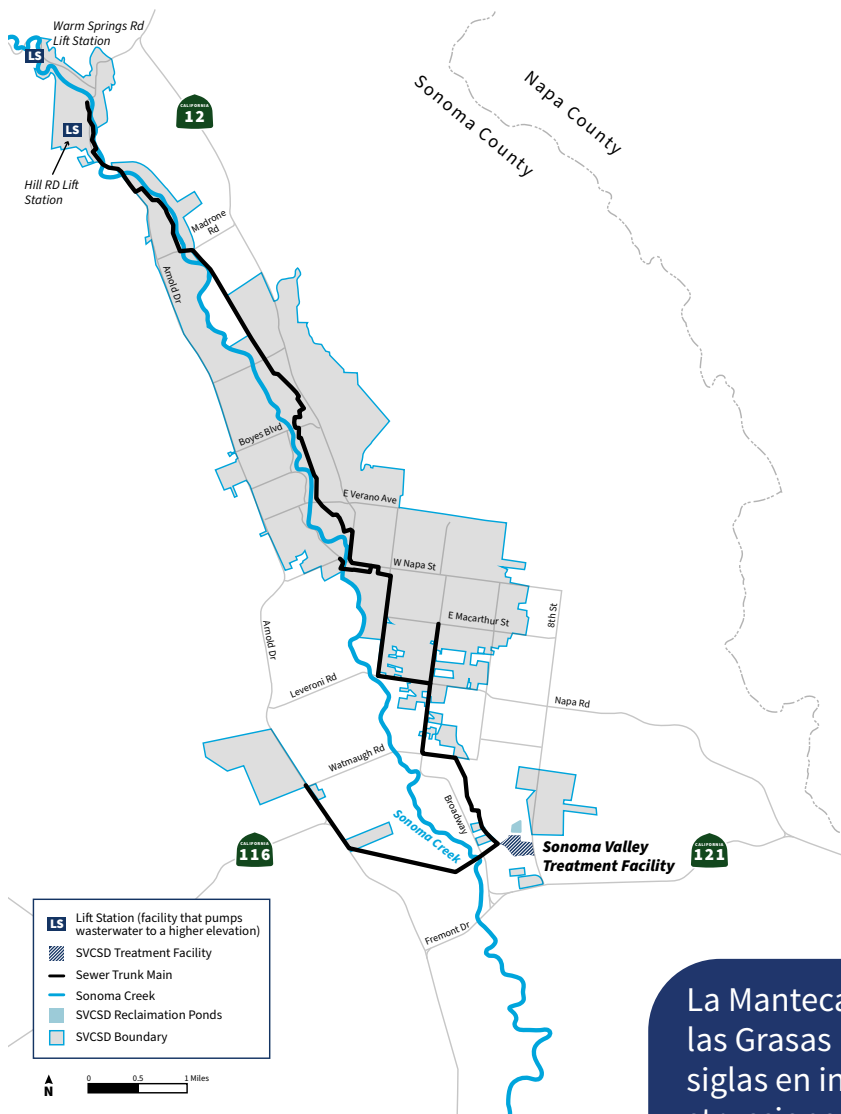 Warm Springs Rd
Lift Station
LS
CALIFORNIA
12
Napa County
Sonoma County
LS
Hill RD Lift
Station
Madrone
Rd
Arnold Dr
Boyes Blvd
E Verano Ave
W Napa St
8th St
E Macarthur St
Arnold Dr
Leveroni Rd
Napa Rd
Watmaugh Rd
Broadway
Sonoma Creek
CALIFORNIA
116
Sonoma Valley
Treatment Facility
CALIFORNIA
121
Fremont Dr
LS Lift Station (facility that pumps
wasterwater to a higher elevation)
SVCSD Treatment Facility
Sewer Trunk Main
Sonoma Creek
SVCSD Reclaimation Ponds
SVCSD Boundary
N
0 0.5 1 Miles
La Manteca
las Grasas
siglas en in